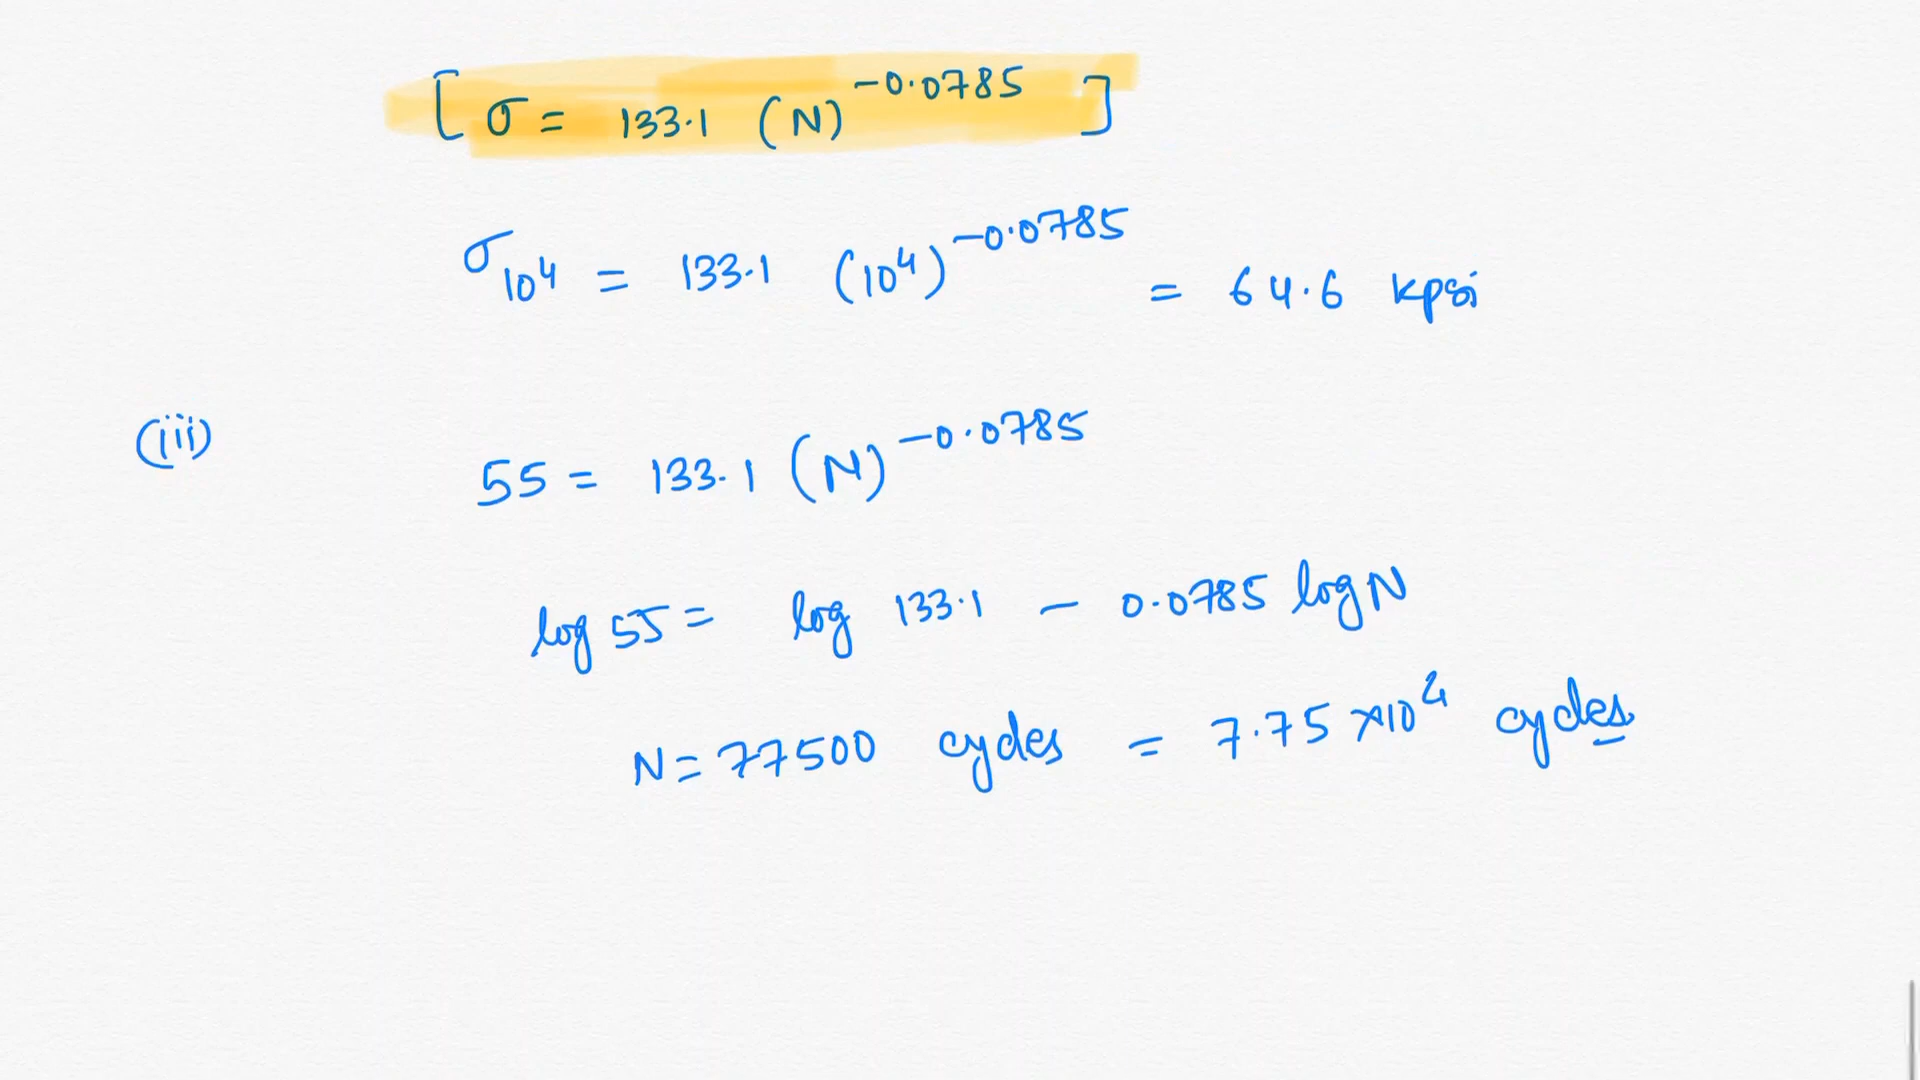 [ σ = 133.1 (N)^-0.0785 ]
σ_10^4 = 133.1 (10^4)^-0.0785 = 64.6 kpsi
(iii)
55 = 133.1 (N)^-0.0785
log 55 = log 133.1 - 0.0785 log N
N = 77500 cycles = 7.75 ×10^4 cycles